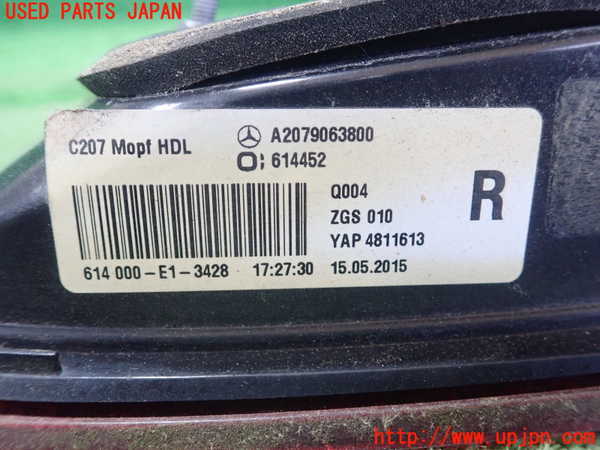 USED PARTS JAPAN
C207 Mopf HDL
A2079063800
614452
Q004
ZGS 010
YAP 4811613
R
614 000-E1-3428 17:27:30 15.05.2015
http://www.upjpn.com/